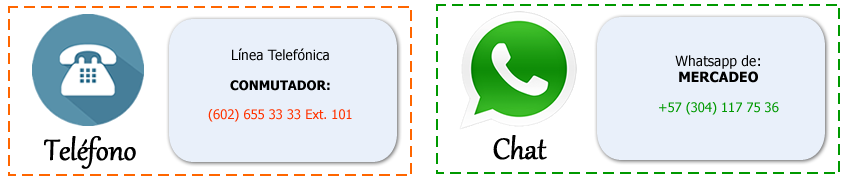 Línea Telefónica
CONMUTADOR:
(602) 655 33 33 Ext. 101
Teléfono
Whatsapp de:
MERCADEO
+57 (304) 117 75 36
Chat